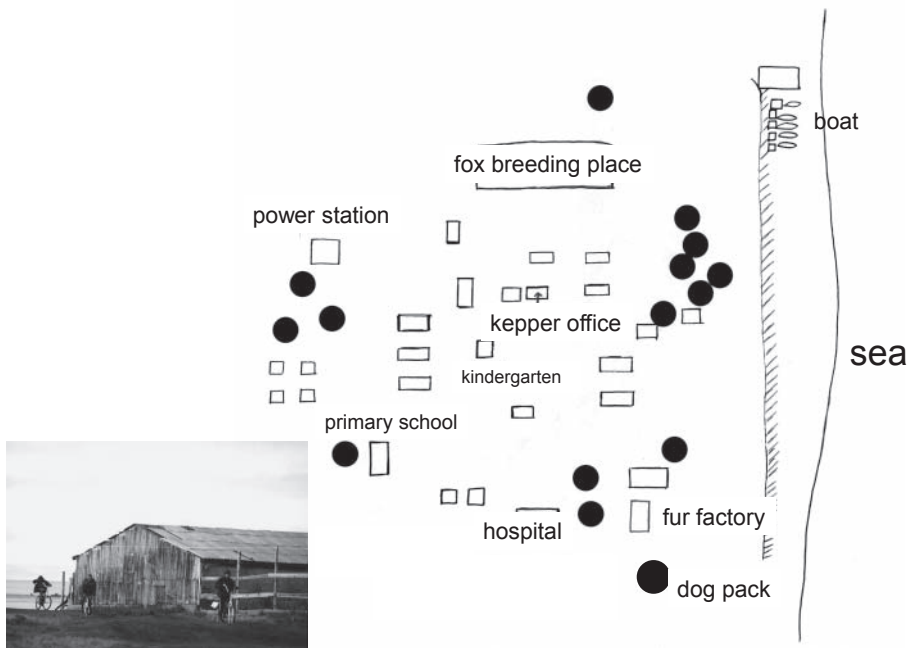 boat
fox breeding place
power station
kepper office
sea
kindergarten
primary school
fur factory
hospital
dog pack